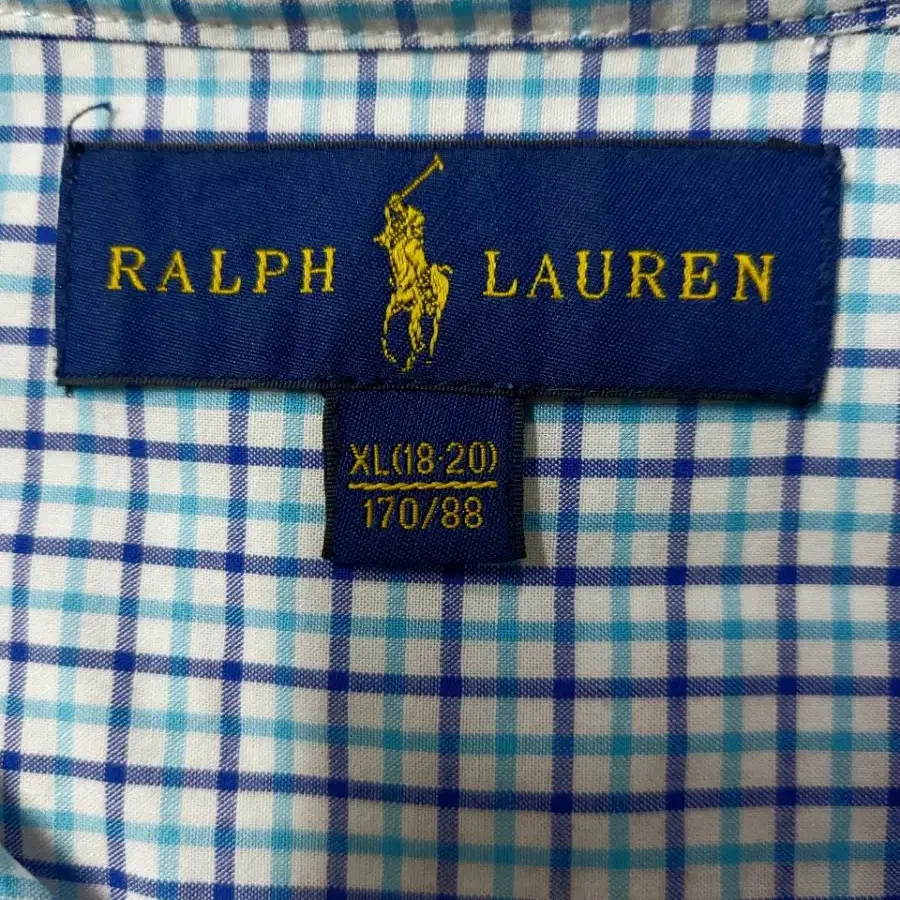 RALPH LAUREN
XL(18-20)
170/88